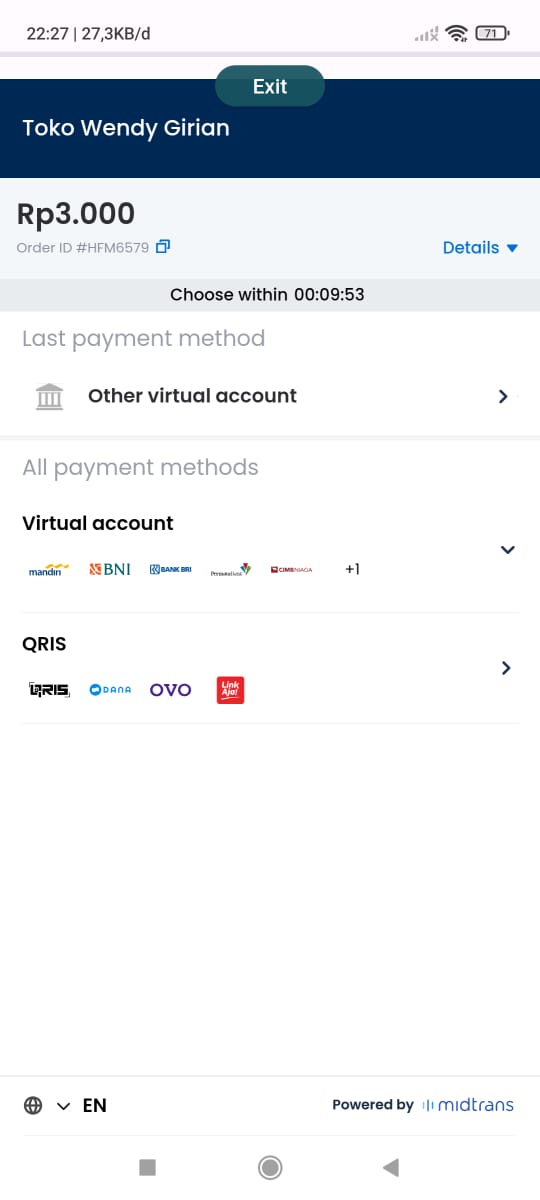 22:27 | 27,3KB/d
71
Exit
Toko Wendy Girian
Rp3.000
Order ID #HFM6579
Details
Choose within 00:09:53
Last payment method
Other virtual account
All payment methods
Virtual account
mandiri BNI BANK BRI PermataBank CIMB NIAGA +1
QRIS
QRIS DANA OVO LinkAja!
EN Powered by midtrans